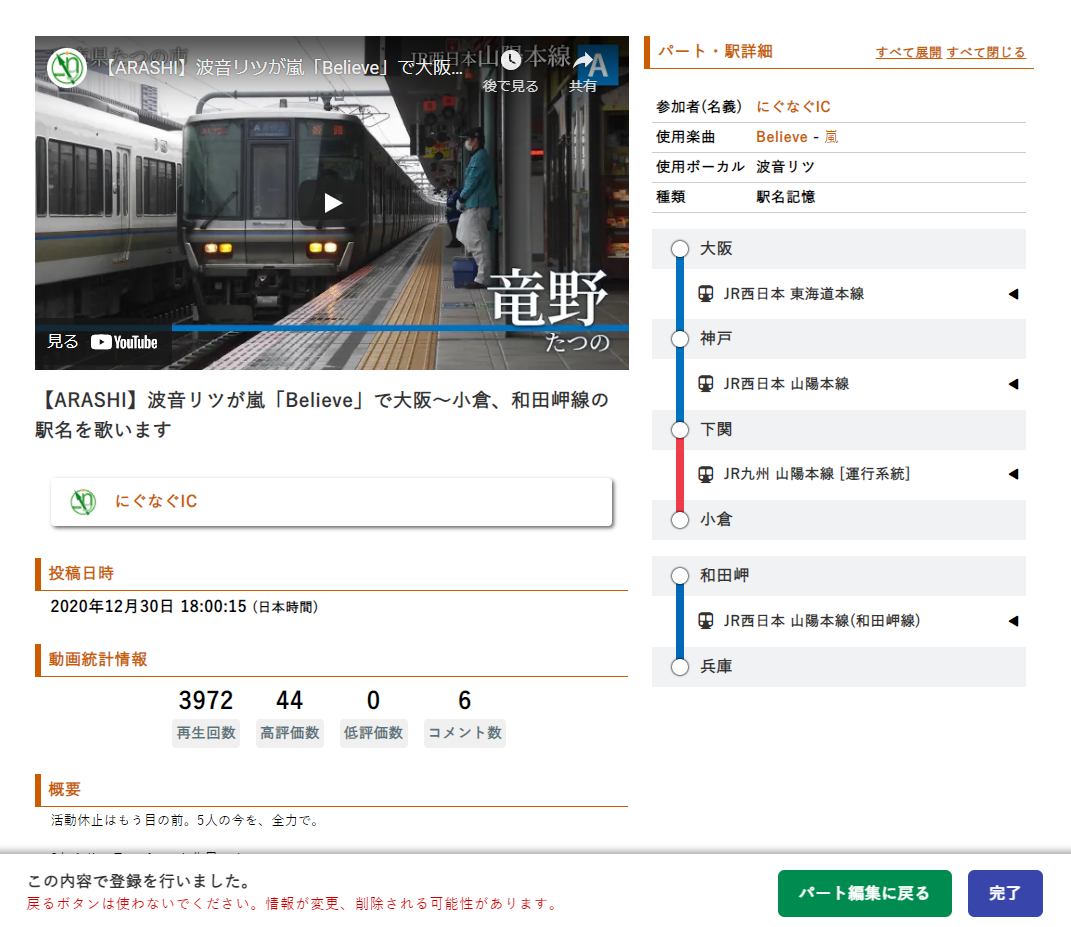 【ARASHI】波音リツが嵐「Believe」で大阪...
後で見る
共有
JR西日本山陽本線
A
竜野
たつの
見る YouTube
【ARASHI】波音リツが嵐「Believe」で大阪～小倉、和田岬線の
駅名を歌います
にぐなぐIC
投稿日時
2020年12月30日 18:00:15 (日本時間)
動画統計情報
3972 44 0 6
再生回数 高評価数 低評価数 コメント数
概要
活動休止はもう目の前。5人の今を、全力で。
パート・駅詳細 すべて展開 すべて閉じる
参加者(名義) にぐなぐIC
使用楽曲 Believe - 嵐
使用ボーカル 波音リツ
種類 駅名記憶
大阪
JR西日本 東海道本線
神戸
JR西日本 山陽本線
下関
JR九州 山陽本線 [運行系統]
小倉
和田岬
JR西日本 山陽本線(和田岬線)
兵庫
この内容で登録を行いました。
戻るボタンは使わないでください。情報が変更、削除される可能性があります。
パート編集に戻る 完了